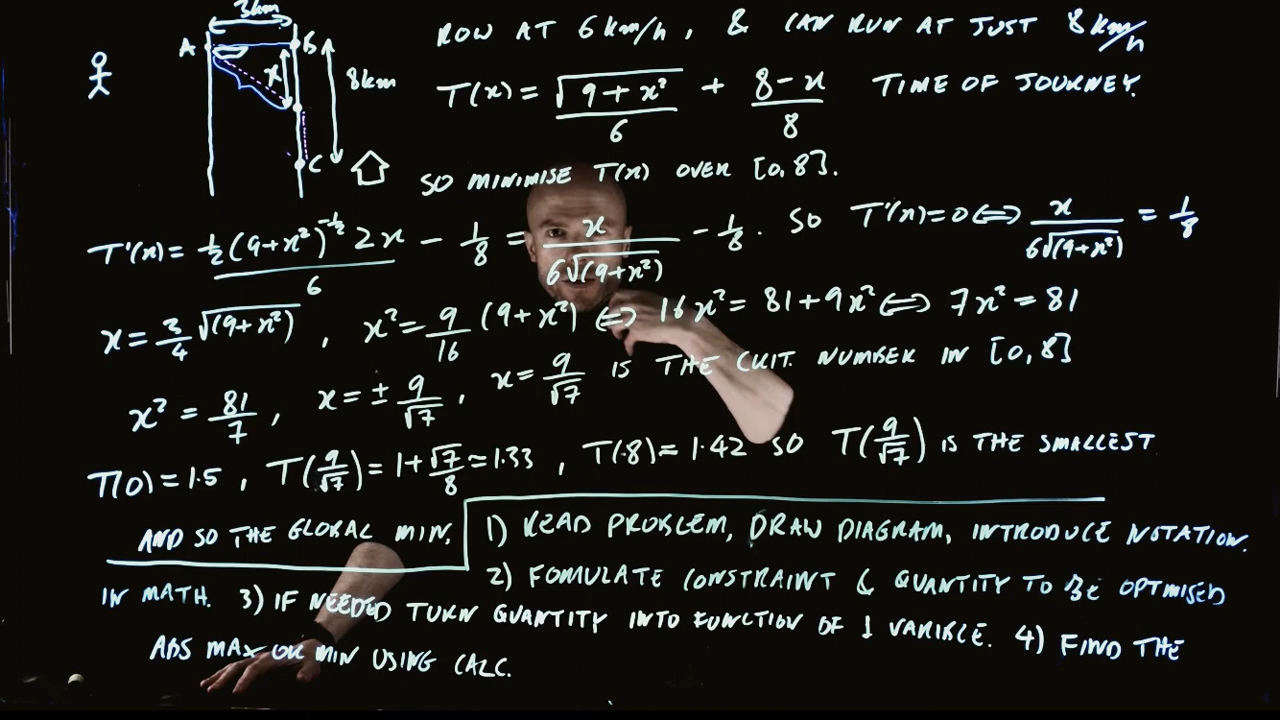 3km
A B
x 8km
C
ROW AT 6km/h, & CAN RUN AT JUST 8km/h
T(x) = √(9+x²)/6 + (8-x)/8 TIME OF JOURNEY.
SO MINIMISE T(x) OVER [0,8].
T'(x) = ½(9+x²)^(-½) 2x / 6 - 1/8 = x/(6√(9+x²)) - 1/8. SO T'(x)=0 ⟺ x/(6√(9+x²)) = 1/8
x = 3/4 √(9+x²), x² = 9/16 (9+x²) ⟺ 16x² = 81+9x² ⟺ 7x² = 81
x² = 81/7, x = ± 9/√7, x = 9/√7 IS THE CRIT. NUMBER IN [0,8]
T(0) = 1.5, T(9/√7) = 1+√7/8 ≈ 1.33, T(8) = 1.42 SO T(9/√7) IS THE SMALLEST
AND SO THE GLOBAL MIN.
1) READ PROBLEM, DRAW DIAGRAM, INTRODUCE NOTATION.
2) FOMULATE CONSTRAINT & QUANTITY TO BE OPTMISED
IN MATH. 3) IF NEEDED TURN QUANTITY INTO FUNCTION OF 1 VARIABLE. 4) FIND THE
ABS MAX OR MIN USING CALC.